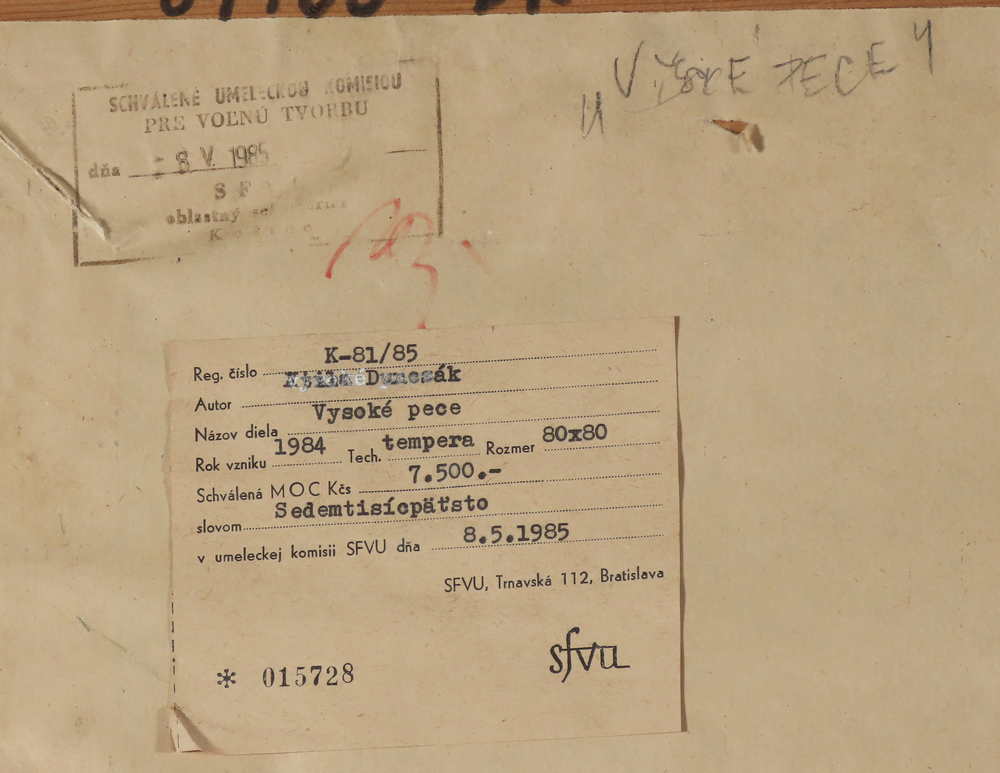 „VYSOKÉ PECE"
SCHVÁLENÉ UMELECKOU KOMISIOU
PRE VOĽNÚ TVORBU
dňa 8 V. 1985
oblastný
Reg. číslo K-81/85
Autor Duncsák
Názov diela Vysoké pece
Rok vzniku 1984 Tech. tempera Rozmer 80x80
Schválená MOC Kčs 7.500.-
slovom Sedemtisícpäťsto
v umeleckej komisii SFVU dňa 8.5.1985
SFVU, Trnavská 112, Bratislava
* 015728
sfvu